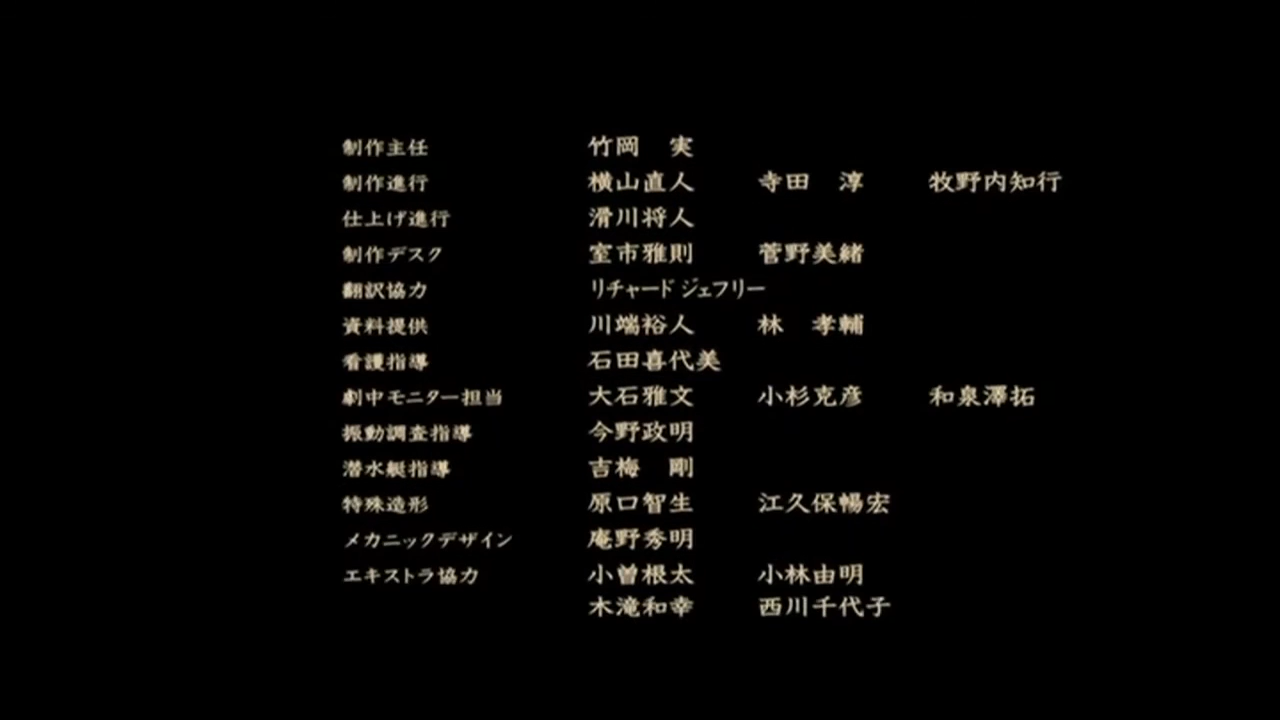 制作主任 竹岡　実
制作進行 横山直人 寺田　淳 牧野内知行
仕上げ進行 滑川将人
制作デスク 室市雅則 菅野美緒
翻訳協力 リチャード ジェフリー
資料提供 川端裕人 林　孝輔
看護指導 石田喜代美
劇中モニター担当 大石雅文 小杉克彦 和泉澤拓
振動調査指導 今野政明
潜水艇指導 吉梅　剛
特殊造形 原口智生 江久保暢宏
メカニックデザイン 庵野秀明
エキストラ協力 小曽根太 小林由明
木滝和幸 西川千代子